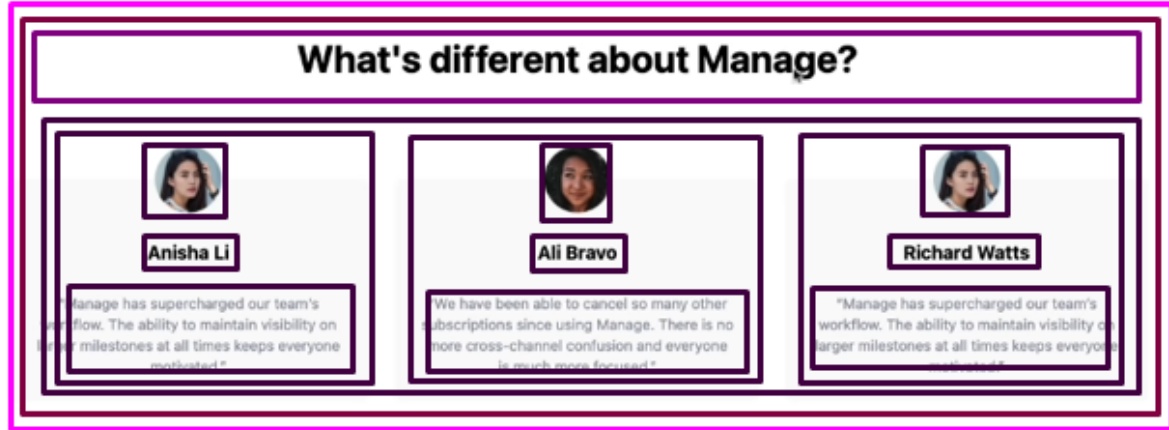 What's different about Manage?
Anisha Li
"Manage has supercharged our team's
workflow. The ability to maintain visibility on
larger milestones at all times keeps everyone
motivated."
Ali Bravo
"We have been able to cancel so many other
subscriptions since using Manage. There is no
more cross-channel confusion and everyone
is much more focused."
Richard Watts
"Manage has supercharged our team's
workflow. The ability to maintain visibility on
larger milestones at all times keeps everyone
motivated."